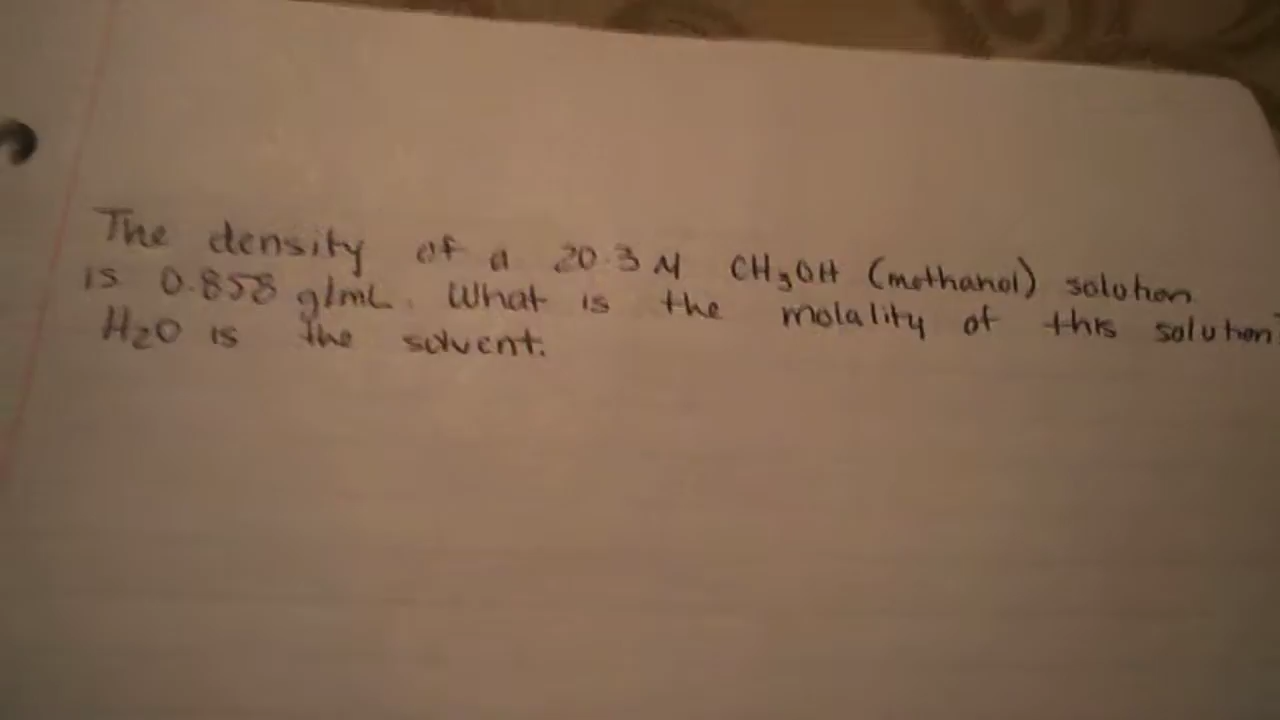 The density of a 20.3 M CH3OH (methanol) solution
is 0.858 g/mL. What is the molality of this solution?
H2O is the solvent.